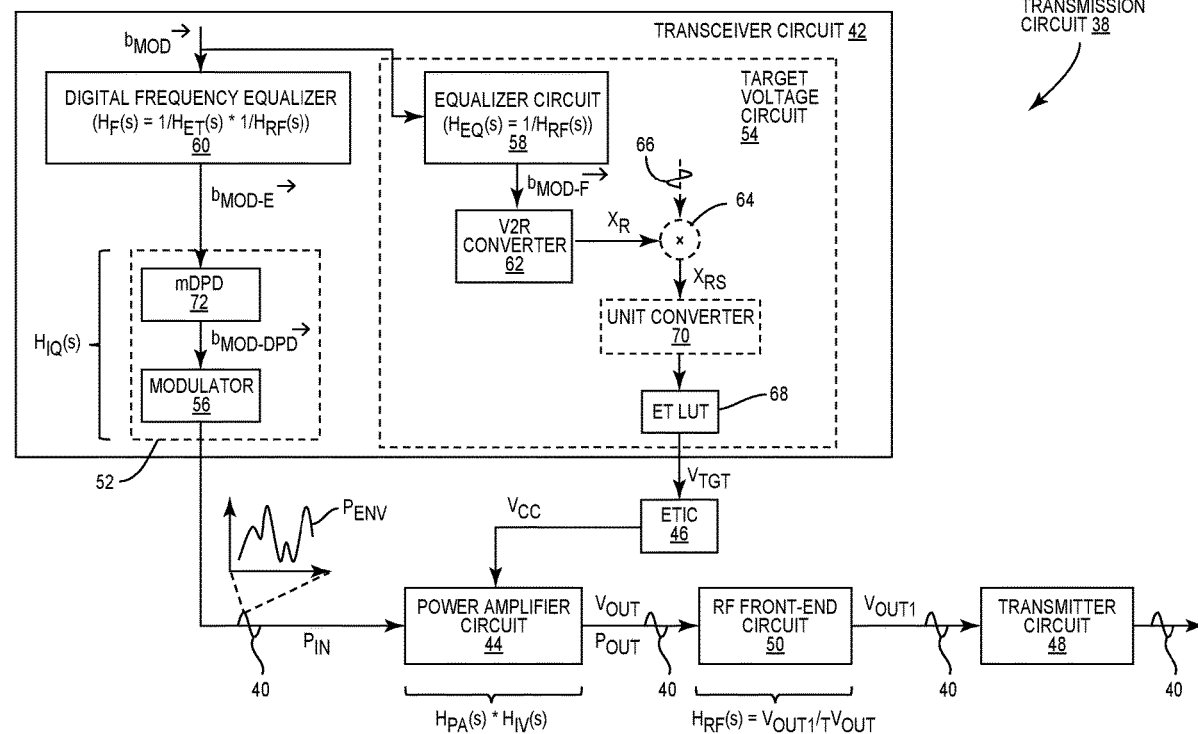 TRANSMISSION
CIRCUIT 38
TRANSCEIVER CIRCUIT 42
bMOD
DIGITAL FREQUENCY EQUALIZER
(HF(s) = 1/HET(s) * 1/HRF(s))
60
EQUALIZER CIRCUIT
(HEQ(s) = 1/HRF(s))
58
TARGET
VOLTAGE
CIRCUIT
54
66
bMOD-E
bMOD-F
64
V2R
CONVERTER
62
XR
x
XRS
mDPD
72
UNIT CONVERTER
70
HIQ(s)
bMOD-DPD
MODULATOR
56
ET LUT
68
52
VTGT
PENV
VCC
ETIC
46
POWER AMPLIFIER
CIRCUIT
44
VOUT
POUT
RF FRONT-END
CIRCUIT
50
VOUT1
TRANSMITTER
CIRCUIT
48
PIN
40
40
40
40
HPA(s) * HIV(s)
HRF(s) = VOUT1/TVOUT